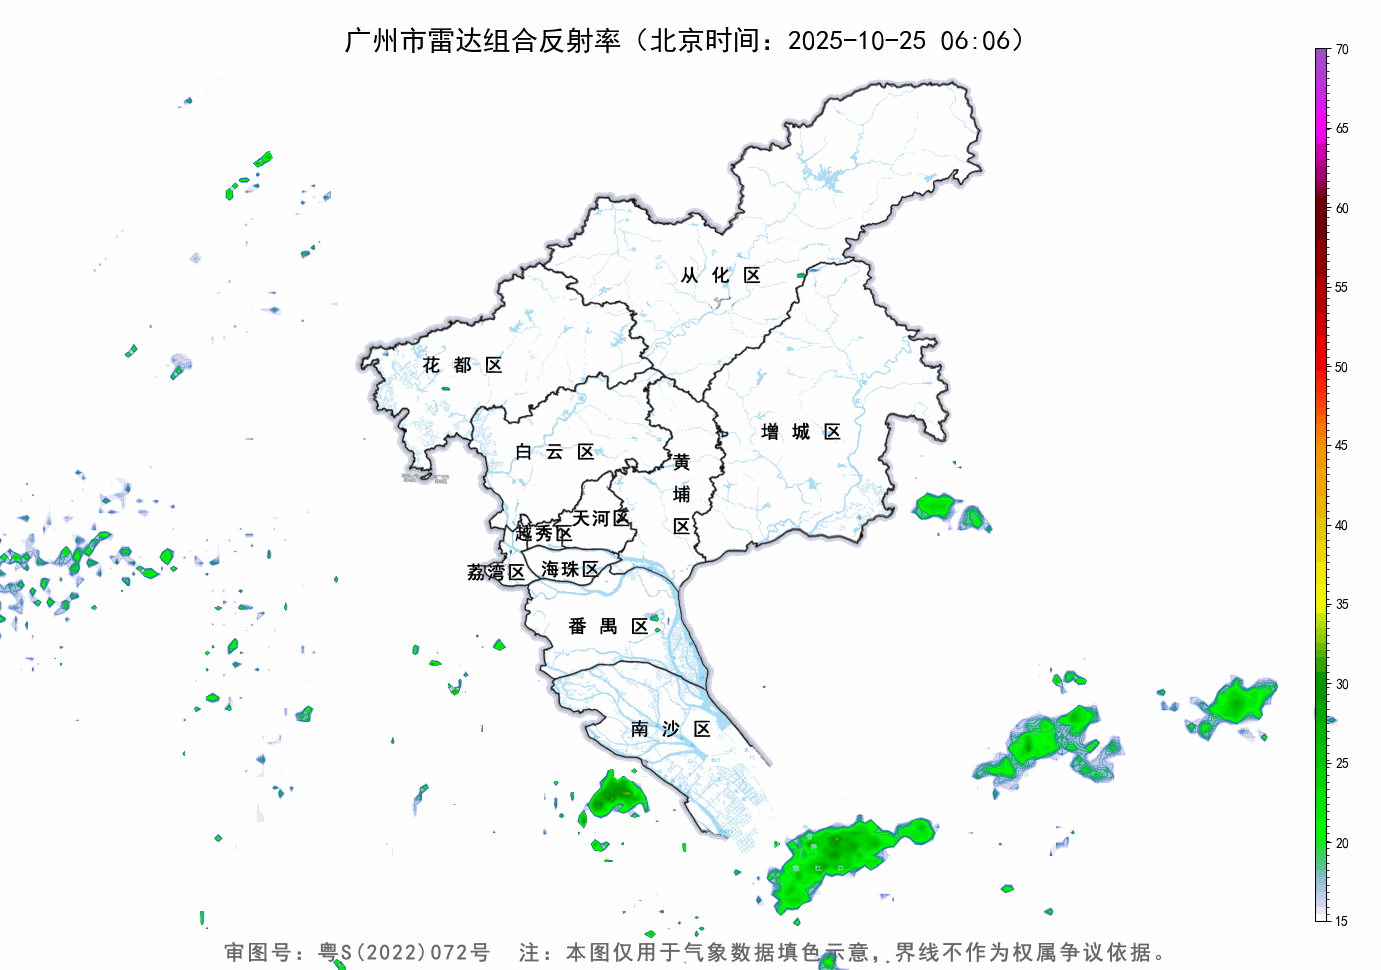 广州市雷达组合反射率（北京时间：2025-10-25 06:06）
70
65
60
55
50
45
40
35
30
25
20
15
从化区
花都区
增城区
白云区
黄埔区
天河区
越秀区
荔湾区
海珠区
番禺区
南沙区
审图号：粤S(2022)072号 注：本图仅用于气象数据填色示意，界线不作为权属争议依据。